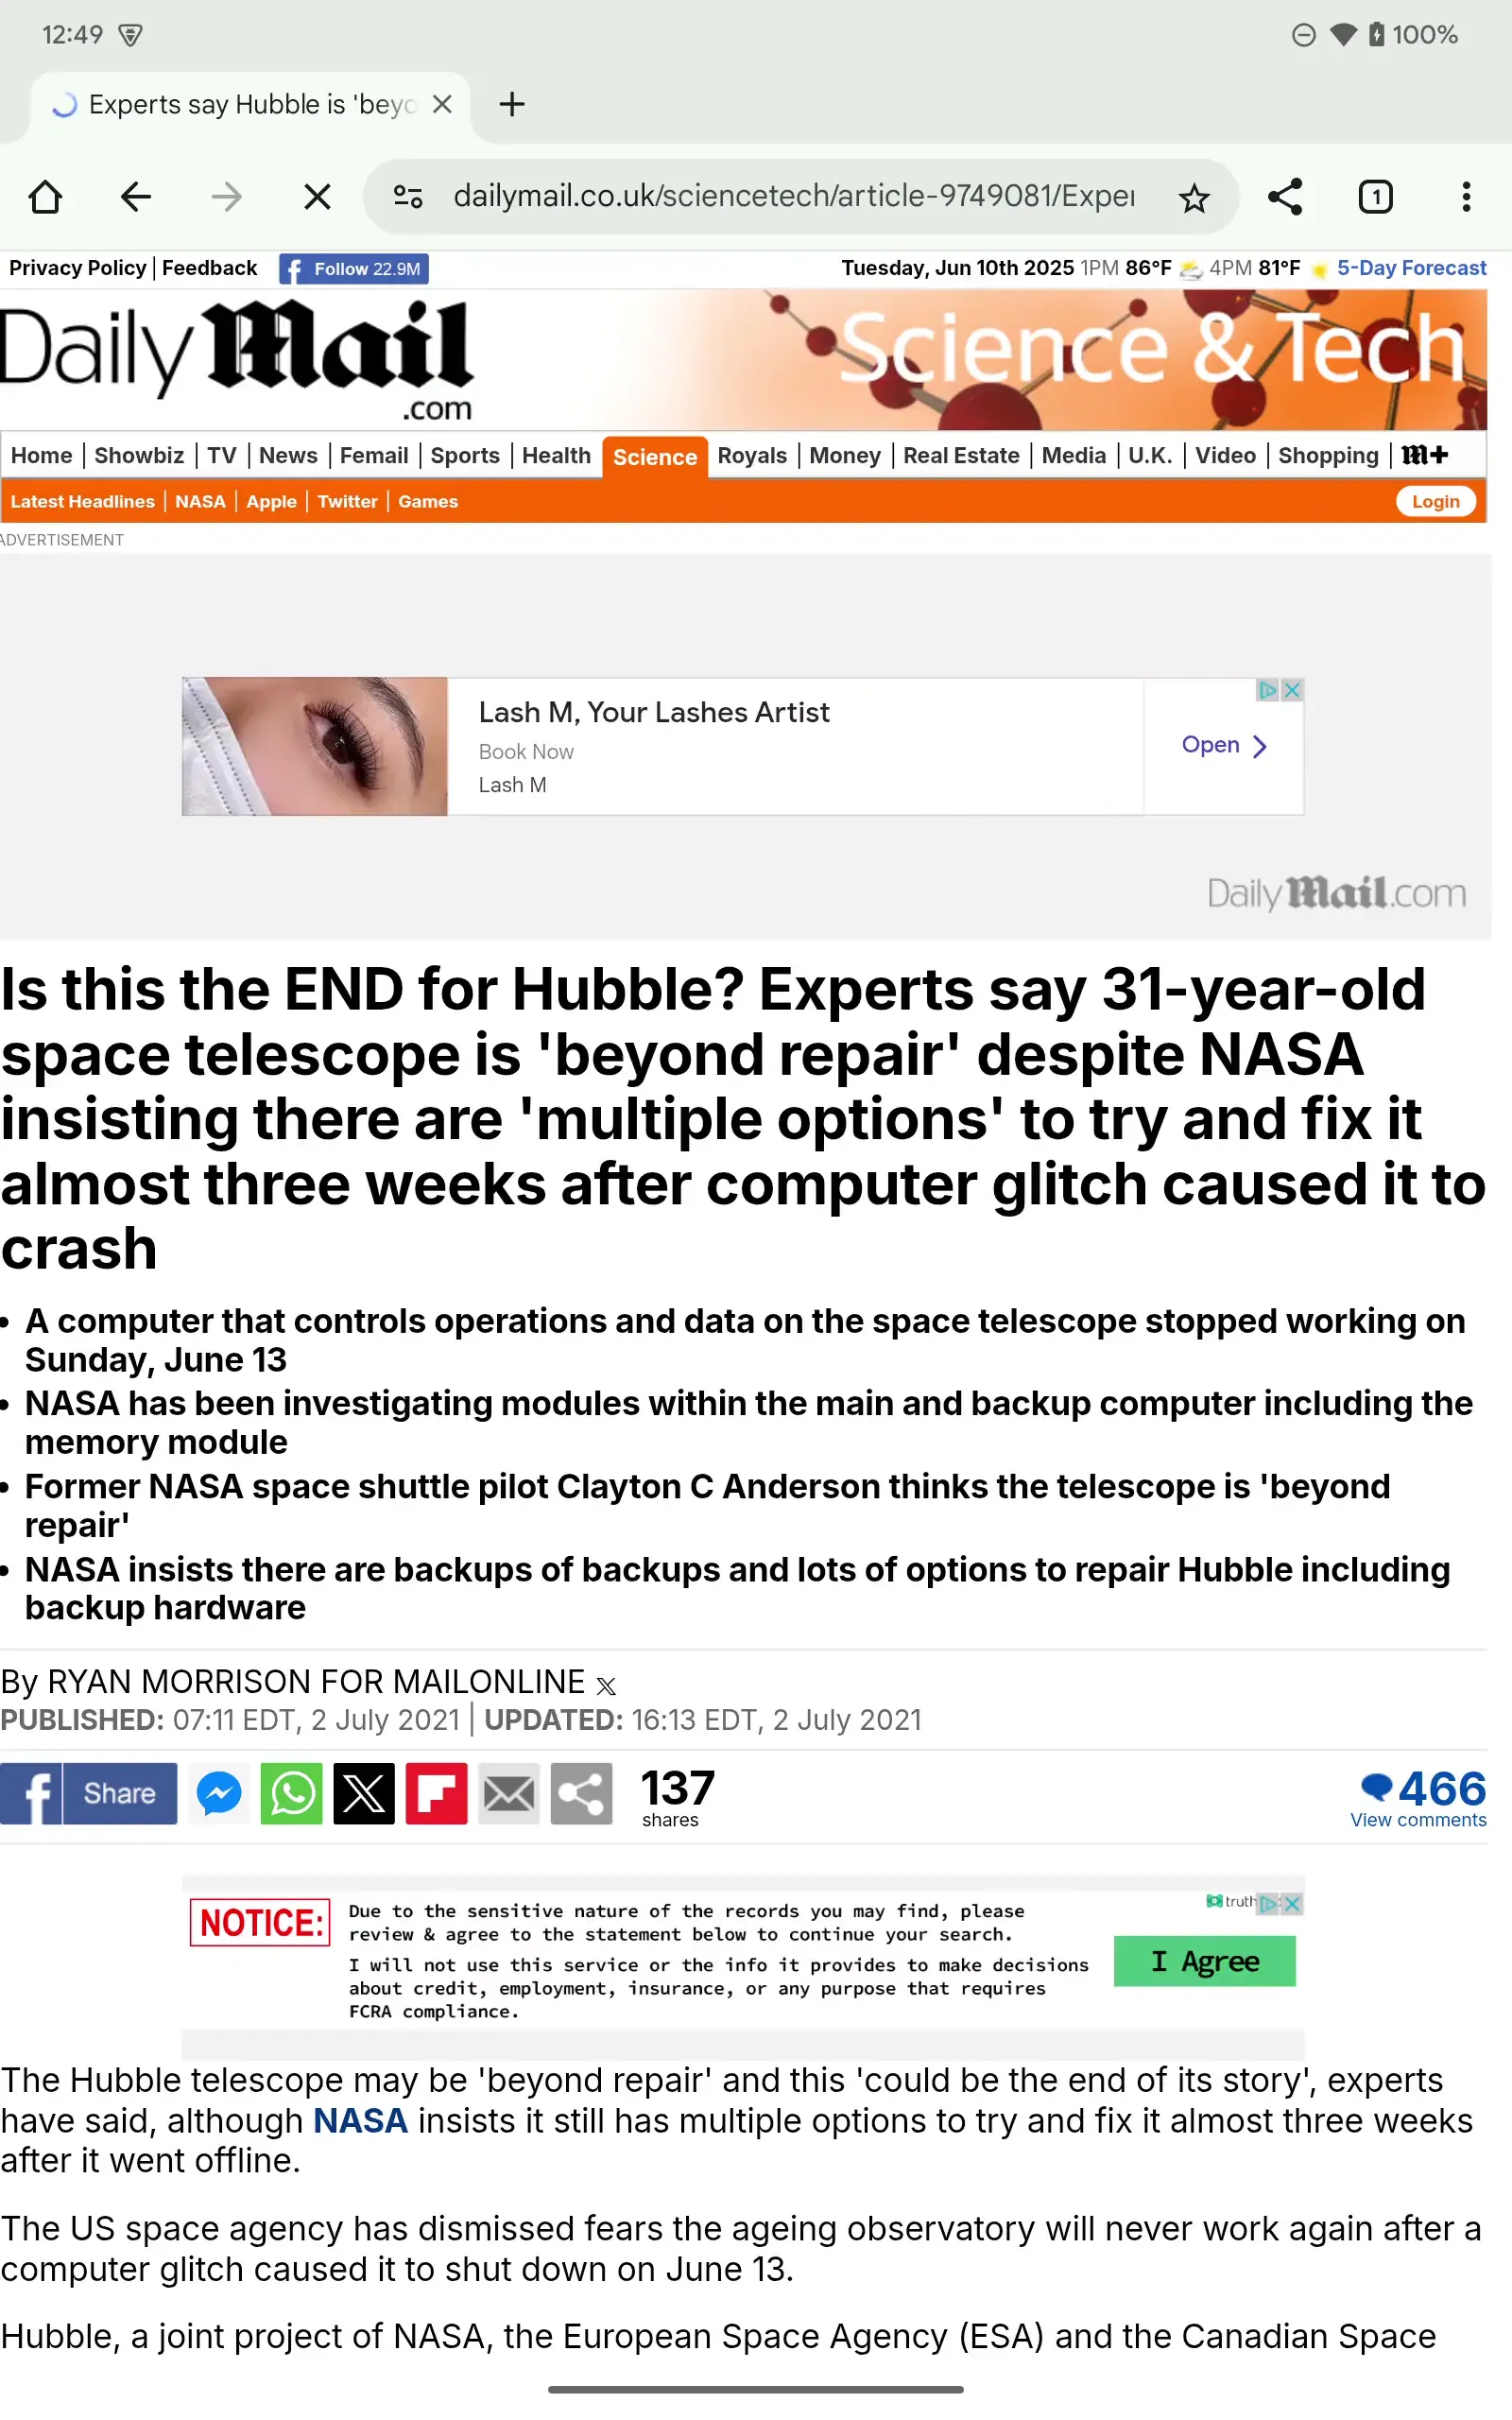 12:49
100%
Experts say Hubble is 'beyo
dailymail.co.uk/sciencetech/article-9749081/Exper
1
Privacy Policy | Feedback
Follow 22.9M
Tuesday, Jun 10th 2025 1PM 86°F 4PM 81°F 5-Day Forecast
Daily Mail
.com
Science & Tech
Home | Showbiz | TV | News | Femail | Sports | Health | Science | Royals | Money | Real Estate | Media | U.K. | Video | Shopping | m+
Latest Headlines | NASA | Apple | Twitter | Games
Login
ADVERTISEMENT
Lash M, Your Lashes Artist
Book Now
Lash M
Open
DailyMail.com
Is this the END for Hubble? Experts say 31-year-old
space telescope is 'beyond repair' despite NASA
insisting there are 'multiple options' to try and fix it
almost three weeks after computer glitch caused it to
crash
• A computer that controls operations and data on the space telescope stopped working on
Sunday, June 13
• NASA has been investigating modules within the main and backup computer including the
memory module
• Former NASA space shuttle pilot Clayton C Anderson thinks the telescope is 'beyond
repair'
• NASA insists there are backups of backups and lots of options to repair Hubble including
backup hardware
By RYAN MORRISON FOR MAILONLINE
PUBLISHED: 07:11 EDT, 2 July 2021 | UPDATED: 16:13 EDT, 2 July 2021
Share
137
shares
466
View comments
NOTICE:
Due to the sensitive nature of the records you may find, please
review & agree to the statement below to continue your search.
I will not use this service or the info it provides to make decisions
about credit, employment, insurance, or any purpose that requires
FCRA compliance.
truth
I Agree
The Hubble telescope may be 'beyond repair' and this 'could be the end of its story', experts
have said, although NASA insists it still has multiple options to try and fix it almost three weeks
after it went offline.
The US space agency has dismissed fears the ageing observatory will never work again after a
computer glitch caused it to shut down on June 13.
Hubble, a joint project of NASA, the European Space Agency (ESA) and the Canadian Space